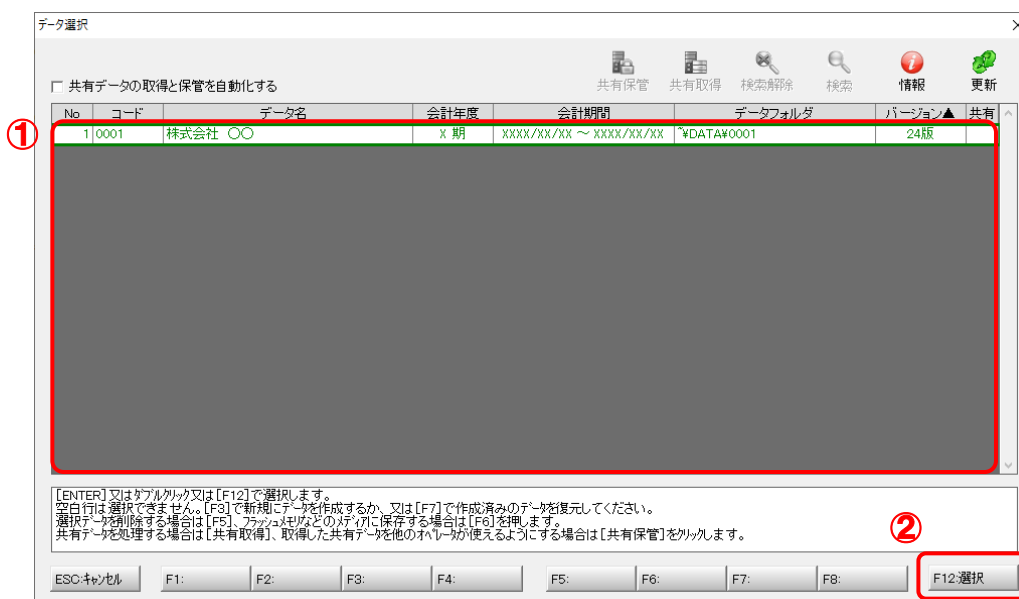 データ選択
共有保管 共有取得 検索解除 検索 情報 更新
共有データの取得と保管を自動化する
No コード データ名 会計年度 会計期間 データフォルダ バージョン▲ 共有
①
1 0001 株式会社 〇〇 X 期 XXXX/XX/XX ～ XXXX/XX/XX ~¥DATA¥0001 24版
[ENTER]又はダブルクリック又は[F12]で選択します。
空白行は選択できません。[F3]で新規にデータを作成するか、又は[F7]で作成済みのデータを復元してください。
選択データを削除する場合は[F5]、フラッシュメモリなどのメディアに保存する場合は[F6]を押します。
共有データを処理する場合は[共有取得]、取得した共有データを他のオペレータが使えるようにする場合は[共有保管]をクリックします。
②
ESC:キャンセル F1: F2: F3: F4: F5: F6: F7: F8: F12:選択